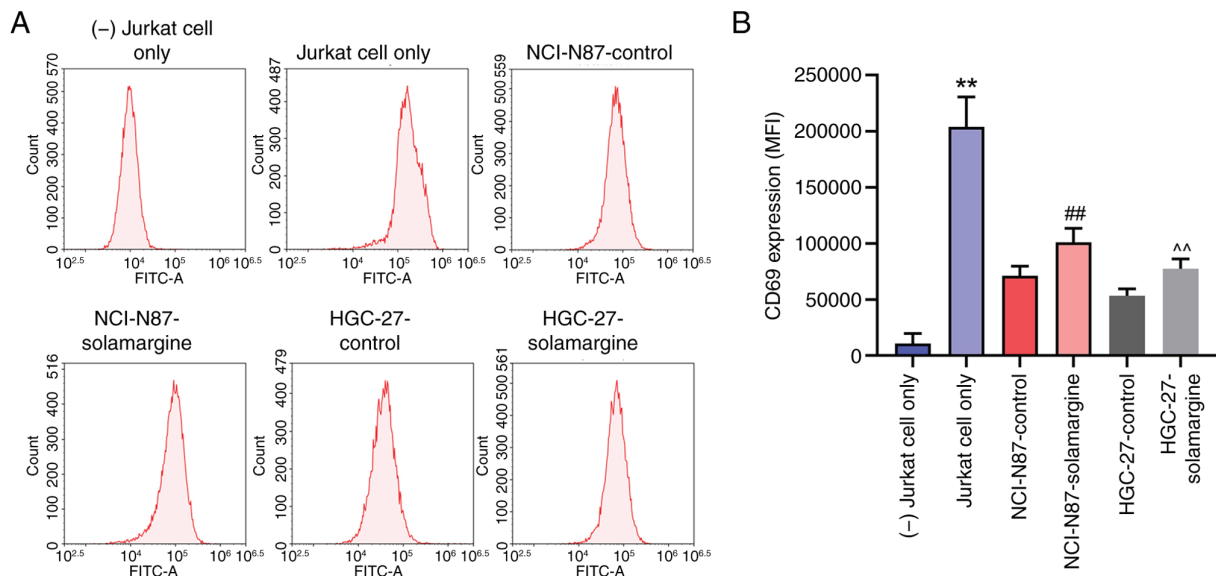 A
(–) Jurkat cell
only
Count
0 100 200 300 400 500 570
10^2.5 10^4 10^5 10^6 10^6.5
FITC-A
Jurkat cell only
Count
0 100 200 300 400 487
10^2.5 10^4 10^5 10^6 10^6.5
FITC-A
NCI-N87-control
Count
0 100 200 300 400 500 559
10^2.5 10^4 10^5 10^6 10^6.5
FITC-A
NCI-N87-
solamargine
Count
0 100 200 300 400 516
10^2.5 10^4 10^5 10^6 10^6.5
FITC-A
HGC-27-
control
Count
0 100 200 300 400 479
10^2.5 10^4 10^5 10^6 10^6.5
FITC-A
HGC-27-
solamargine
Count
0 100 200 300 400 500 561
10^2.5 10^4 10^5 10^6 10^6.5
FITC-A
B
CD69 expression (MFI)
250000
200000
150000
100000
50000
0
**
##
^^
(–) Jurkat cell only
Jurkat cell only
NCI-N87-control
NCI-N87-solamargine
HGC-27-control
HGC-27-
solamargine